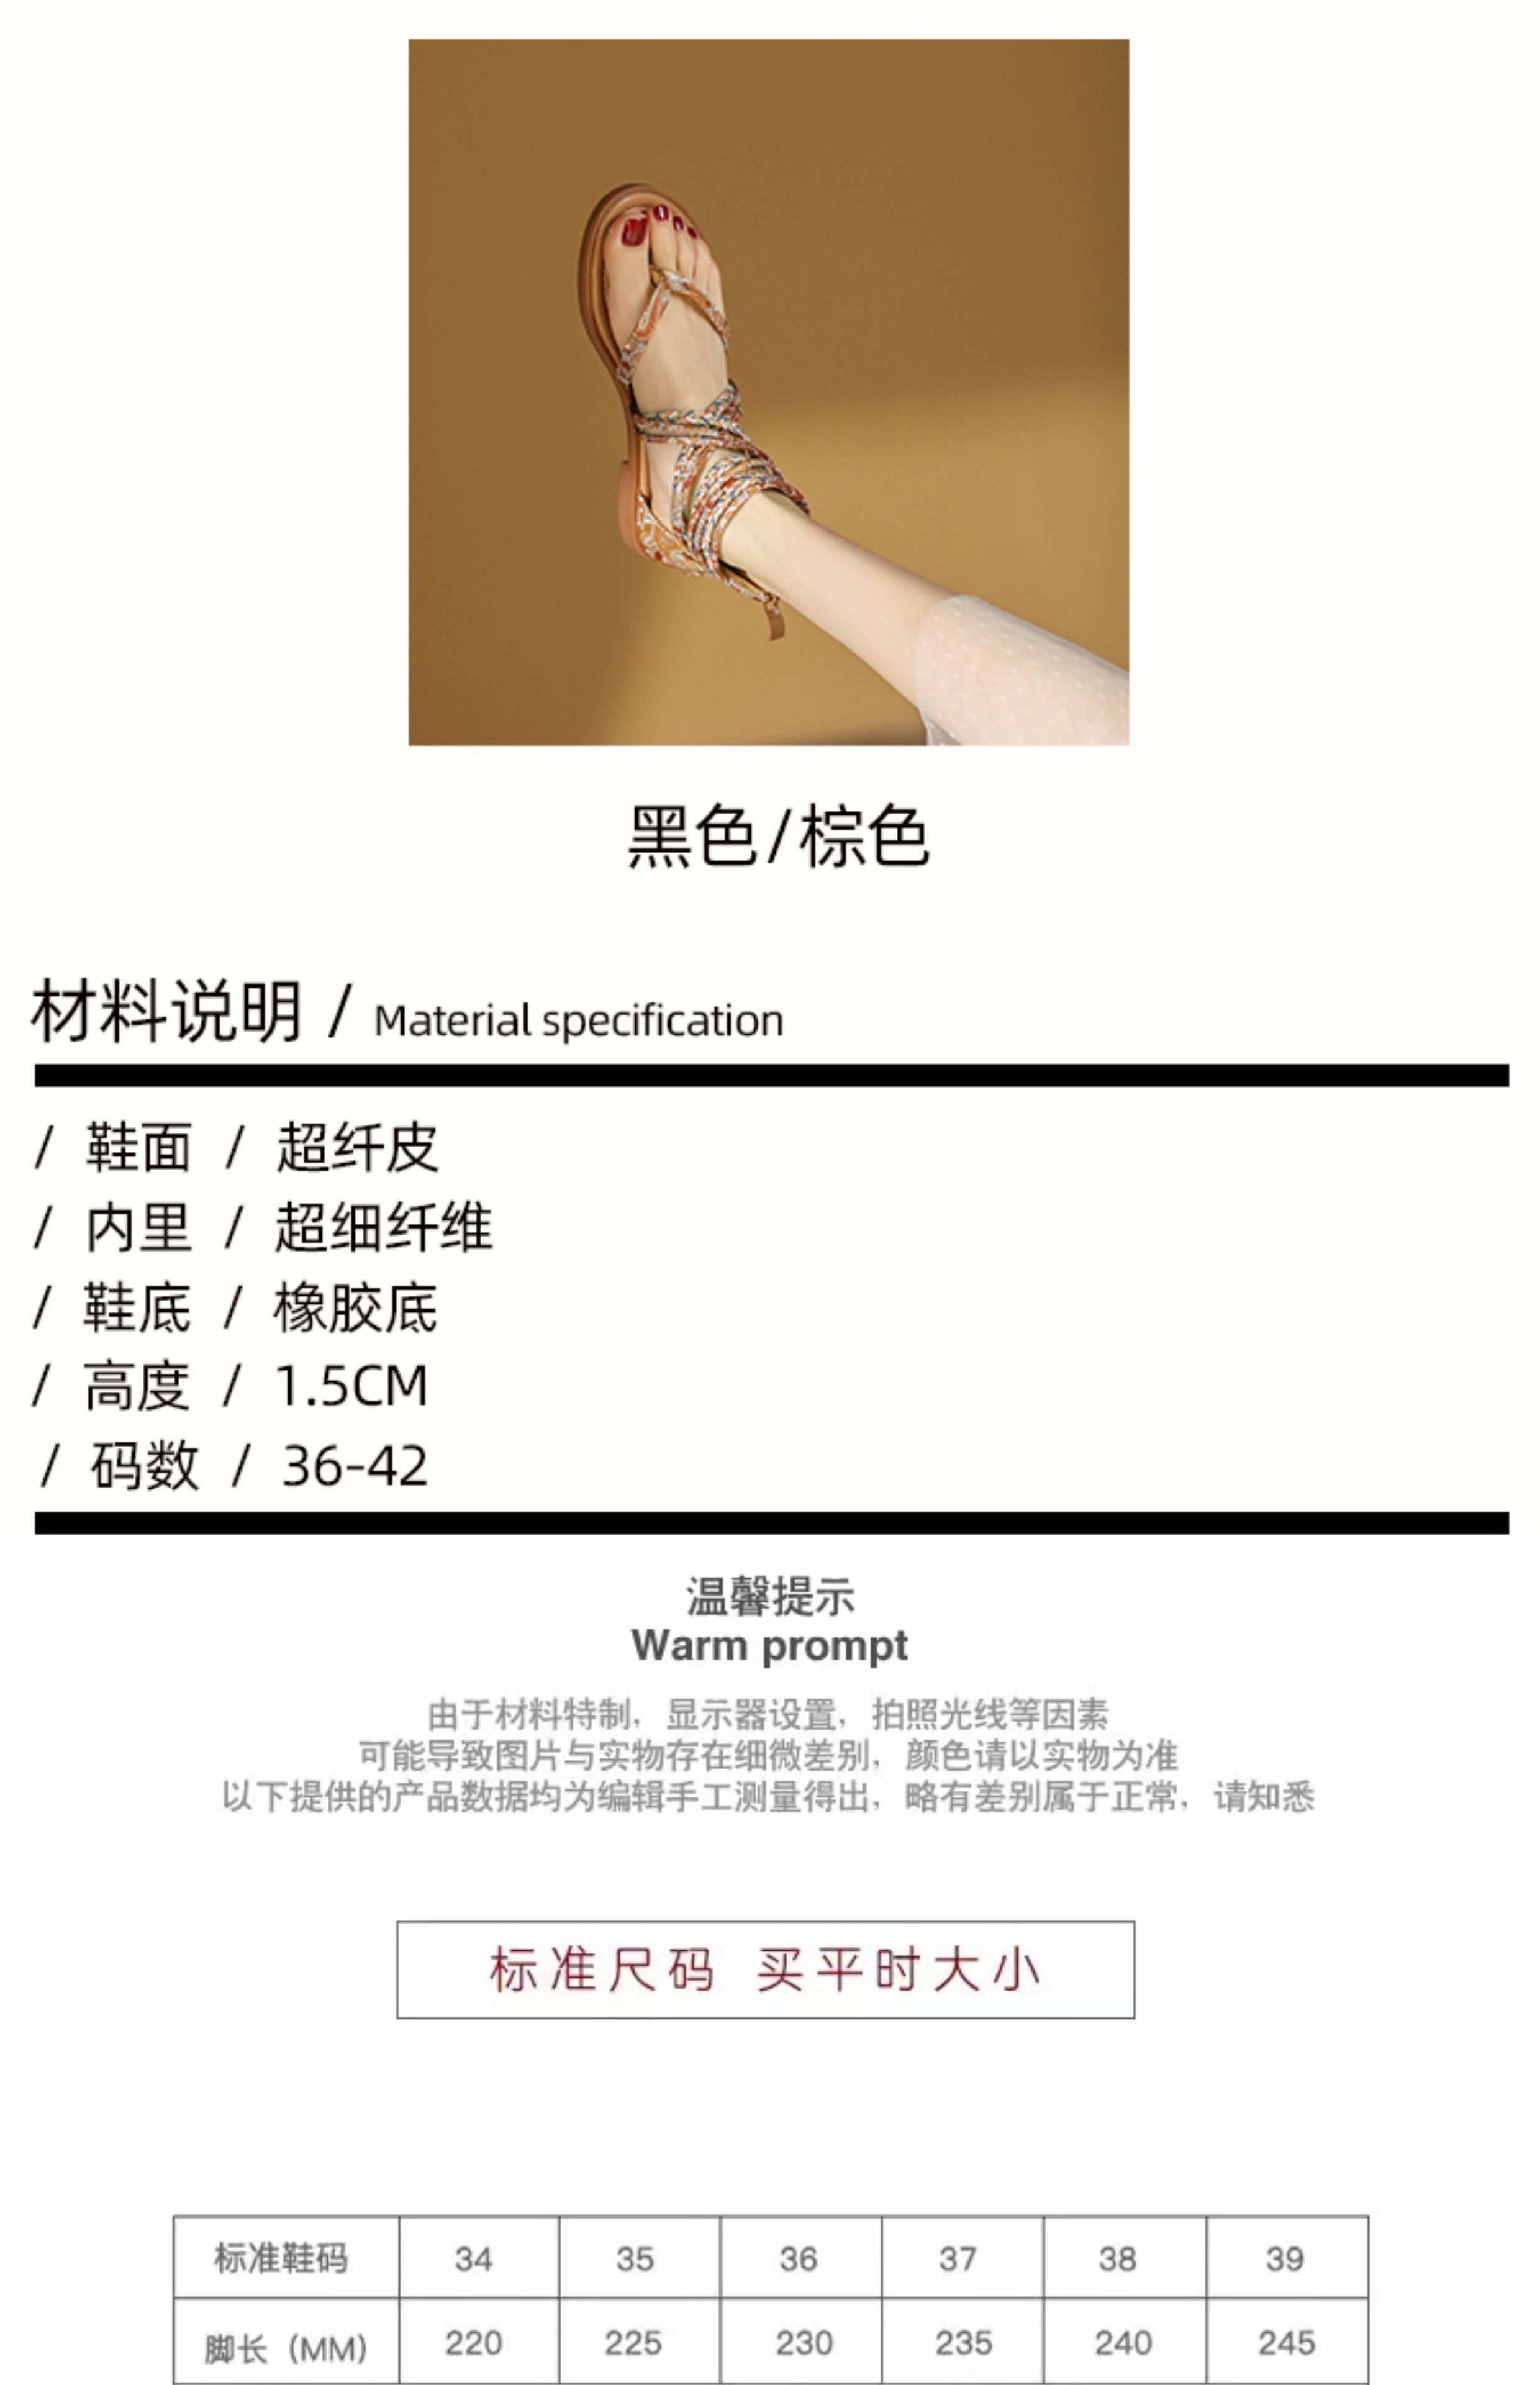 黑色/棕色
材料说明 / Material specification
/ 鞋面 / 超纤皮
/ 内里 / 超细纤维
/ 鞋底 / 橡胶底
/ 高度 / 1.5CM
/ 码数 / 36-42
温馨提示
Warm prompt
由于材料特制，显示器设置，拍照光线等因素
可能导致图片与实物存在细微差别，颜色请以实物为准
以下提供的产品数据均为编辑手工测量得出，略有差别属于正常，请知悉
标准尺码 买平时大小
标准鞋码 34 35 36 37 38 39
脚长（MM） 220 225 230 235 240 245